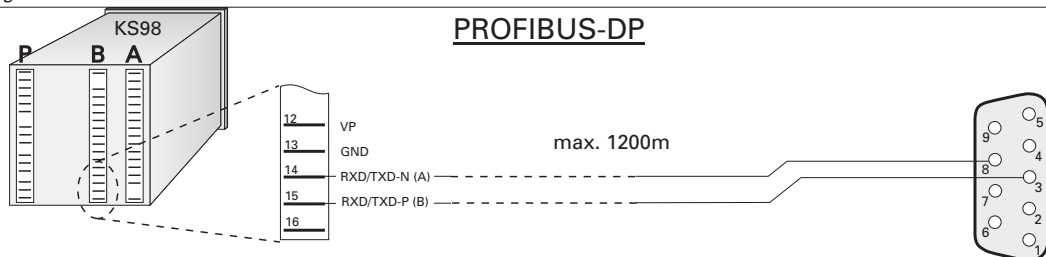 KS98
PROFIBUS-DP
P B A
12 VP
13 GND
max. 1200m
14 RXD/TXD-N (A)
15 RXD/TXD-P (B)
16
5
9
4
8
3
7
2
6
1